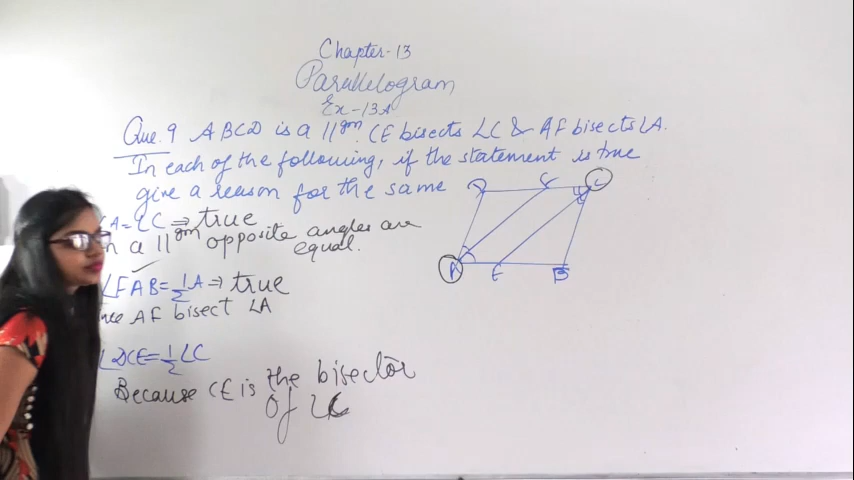 Chapter-13
Parallelogram
Ex-13A
Que. 9 ABCD is a ||gm. CE bisects ∠C & AF bisects ∠A.
In each of the following, if the statement is true
give a reason for the same
D
C
A
E
B
∠A=∠C ⇒ true
a ||gm opposite angles are
equal.
∠FAB=½A ⇒ true
AF bisect ∠A
∠DCE=½∠C
Because CE is the bisector
of ∠C